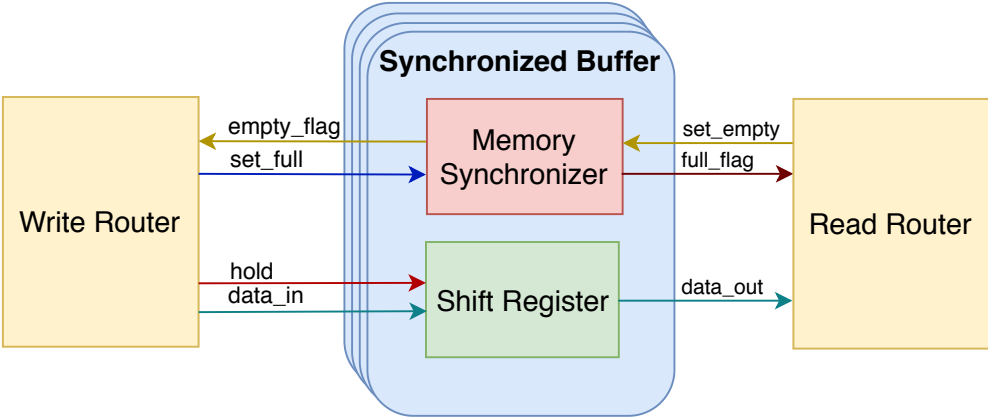 Synchronized Buffer
empty_flag
set_full
Memory
Synchronizer
set_empty
full_flag
Write Router
Read Router
hold
data_in
Shift Register
data_out